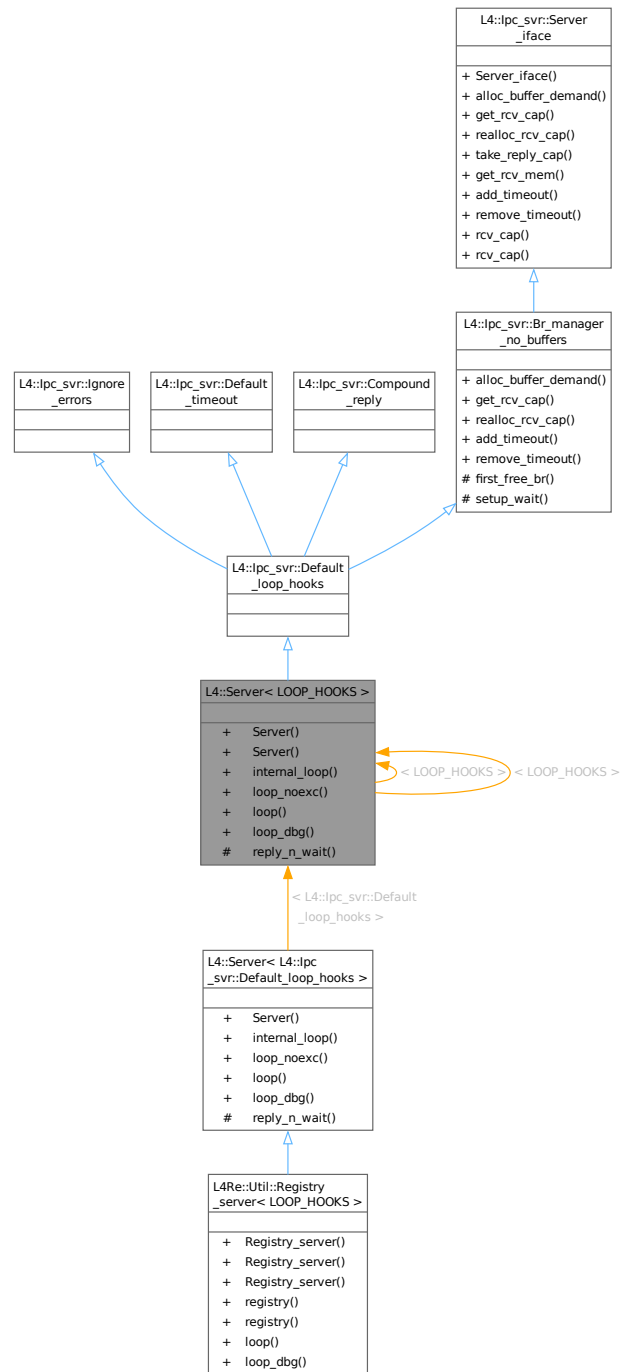 L4::Ipc_svr::Server
_iface
+ Server_iface()
+ alloc_buffer_demand()
+ get_rcv_cap()
+ realloc_rcv_cap()
+ take_reply_cap()
+ get_rcv_mem()
+ add_timeout()
+ remove_timeout()
+ rcv_cap()
+ rcv_cap()
L4::Ipc_svr::Br_manager
_no_buffers
+ alloc_buffer_demand()
+ get_rcv_cap()
+ realloc_rcv_cap()
+ add_timeout()
+ remove_timeout()
# first_free_br()
# setup_wait()
L4::Ipc_svr::Ignore
_errors
L4::Ipc_svr::Default
_timeout
L4::Ipc_svr::Compound
_reply
L4::Ipc_svr::Default
_loop_hooks
L4::Server< LOOP_HOOKS >
+ Server()
+ Server()
+ internal_loop()
+ loop_noexc()
+ loop()
+ loop_dbg()
# reply_n_wait()
< LOOP_HOOKS >
< LOOP_HOOKS >
< L4::Ipc_svr::Default
_loop_hooks >
L4::Server< L4::Ipc
_svr::Default_loop_hooks >
+ Server()
+ internal_loop()
+ loop_noexc()
+ loop()
+ loop_dbg()
# reply_n_wait()
L4Re::Util::Registry
_server< LOOP_HOOKS >
+ Registry_server()
+ Registry_server()
+ Registry_server()
+ registry()
+ registry()
+ loop()
+ loop_dbg()